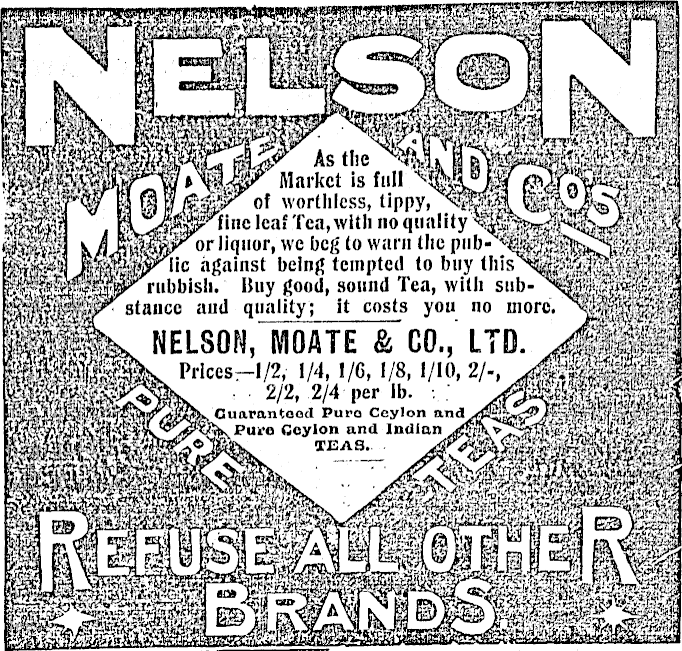 NELSON
MOATE AND CO'S
As the
Market is full
of worthless, tippy,
fine leaf Tea, with no quality
or liquor, we beg to warn the pub-
lic against being tempted to buy this
rubbish. Buy good, sound Tea, with sub-
stance and quality; it costs you no more.
NELSON, MOATE & CO., LTD.
Prices—1/2, 1/4, 1/6, 1/8, 1/10, 2/-,
2/2, 2/4 per lb.
Guaranteed Pure Ceylon and
Pure Ceylon and Indian
TEAS.
PURE TEAS
REFUSE ALL OTHER
BRANDS.